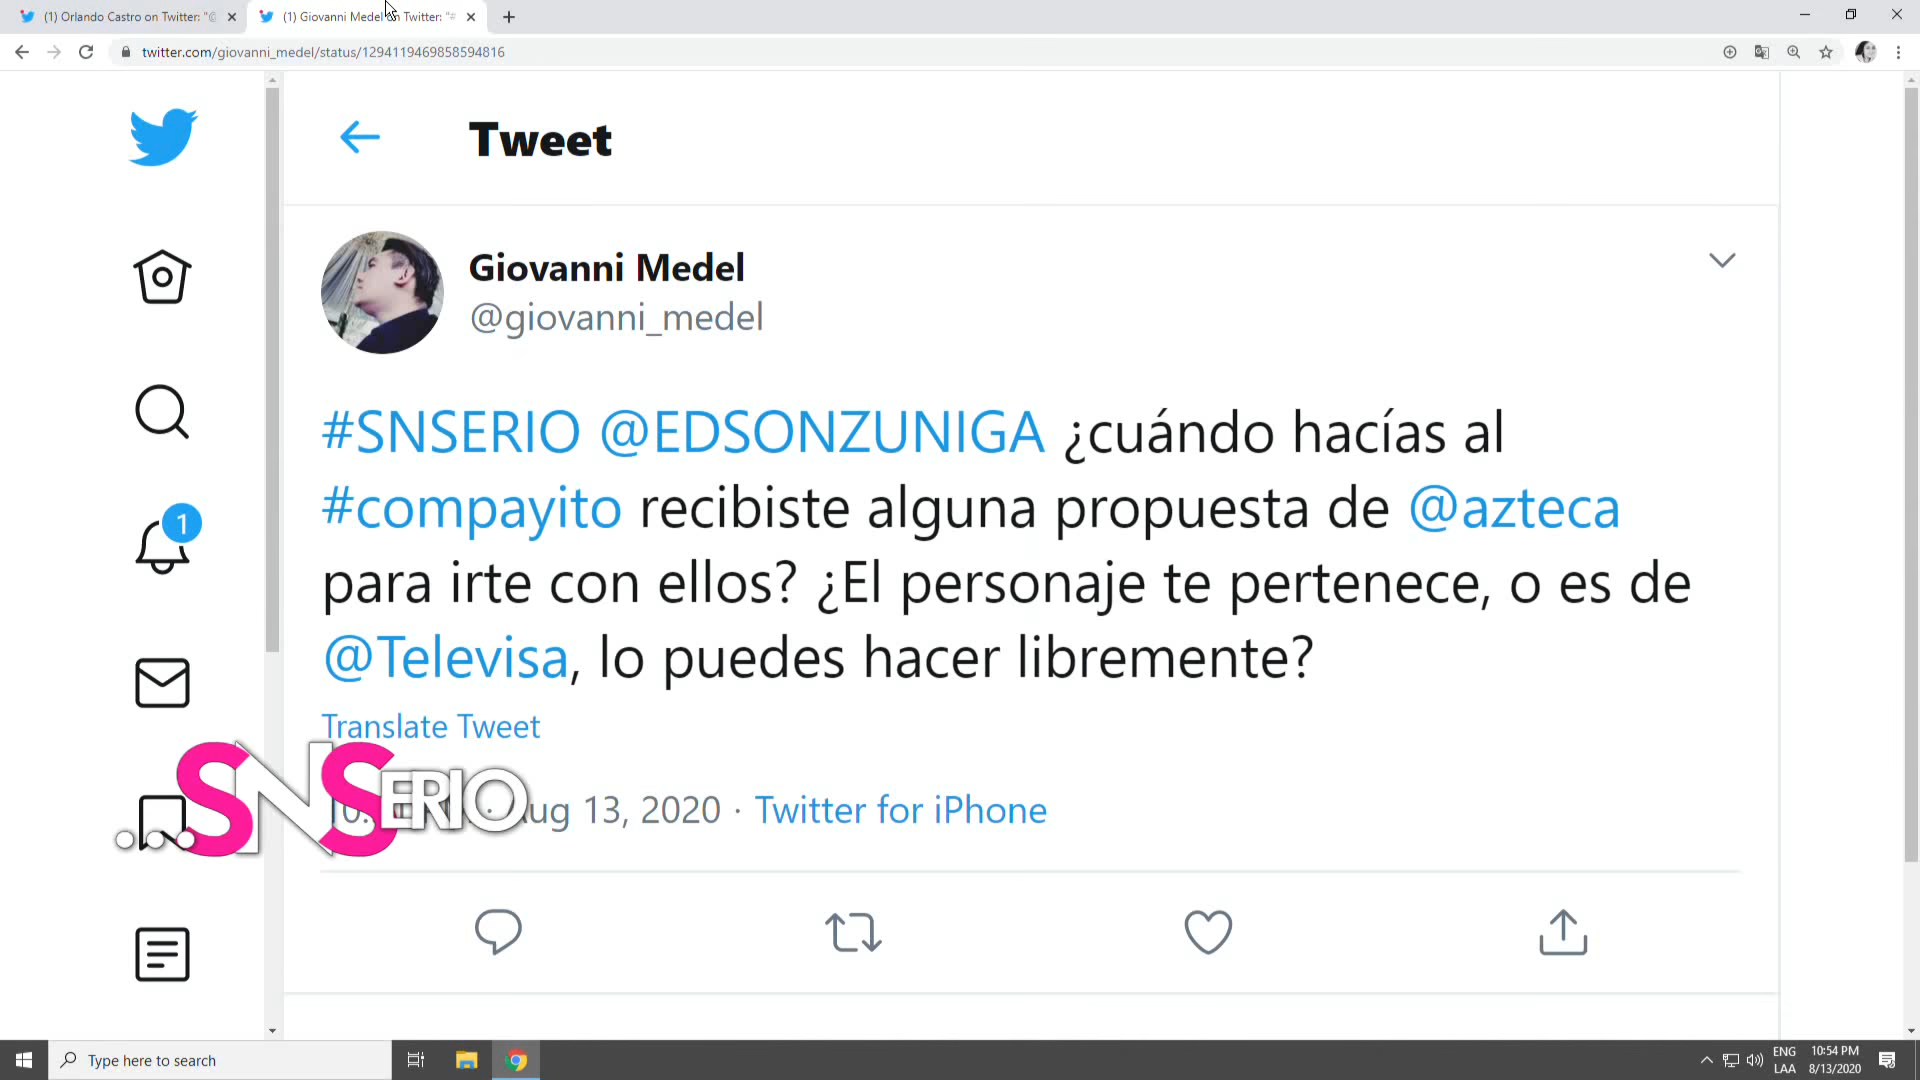 (1) Orlando Castro on Twitter: "@
(1) Giovanni Medel on Twitter: "#
twitter.com/giovanni_medel/status/1294119469858594816
Tweet
Giovanni Medel
@giovanni_medel
#SNSERIO @EDSONZUNIGA ¿cuándo hacías al
#compayito recibiste alguna propuesta de @azteca
para irte con ellos? ¿El personaje te pertenece, o es de
@Televisa, lo puedes hacer libremente?
Translate Tweet
1
...SNSERIO
Aug 13, 2020 · Twitter for iPhone
Type here to search
ENG
LAA
10:54 PM
8/13/2020